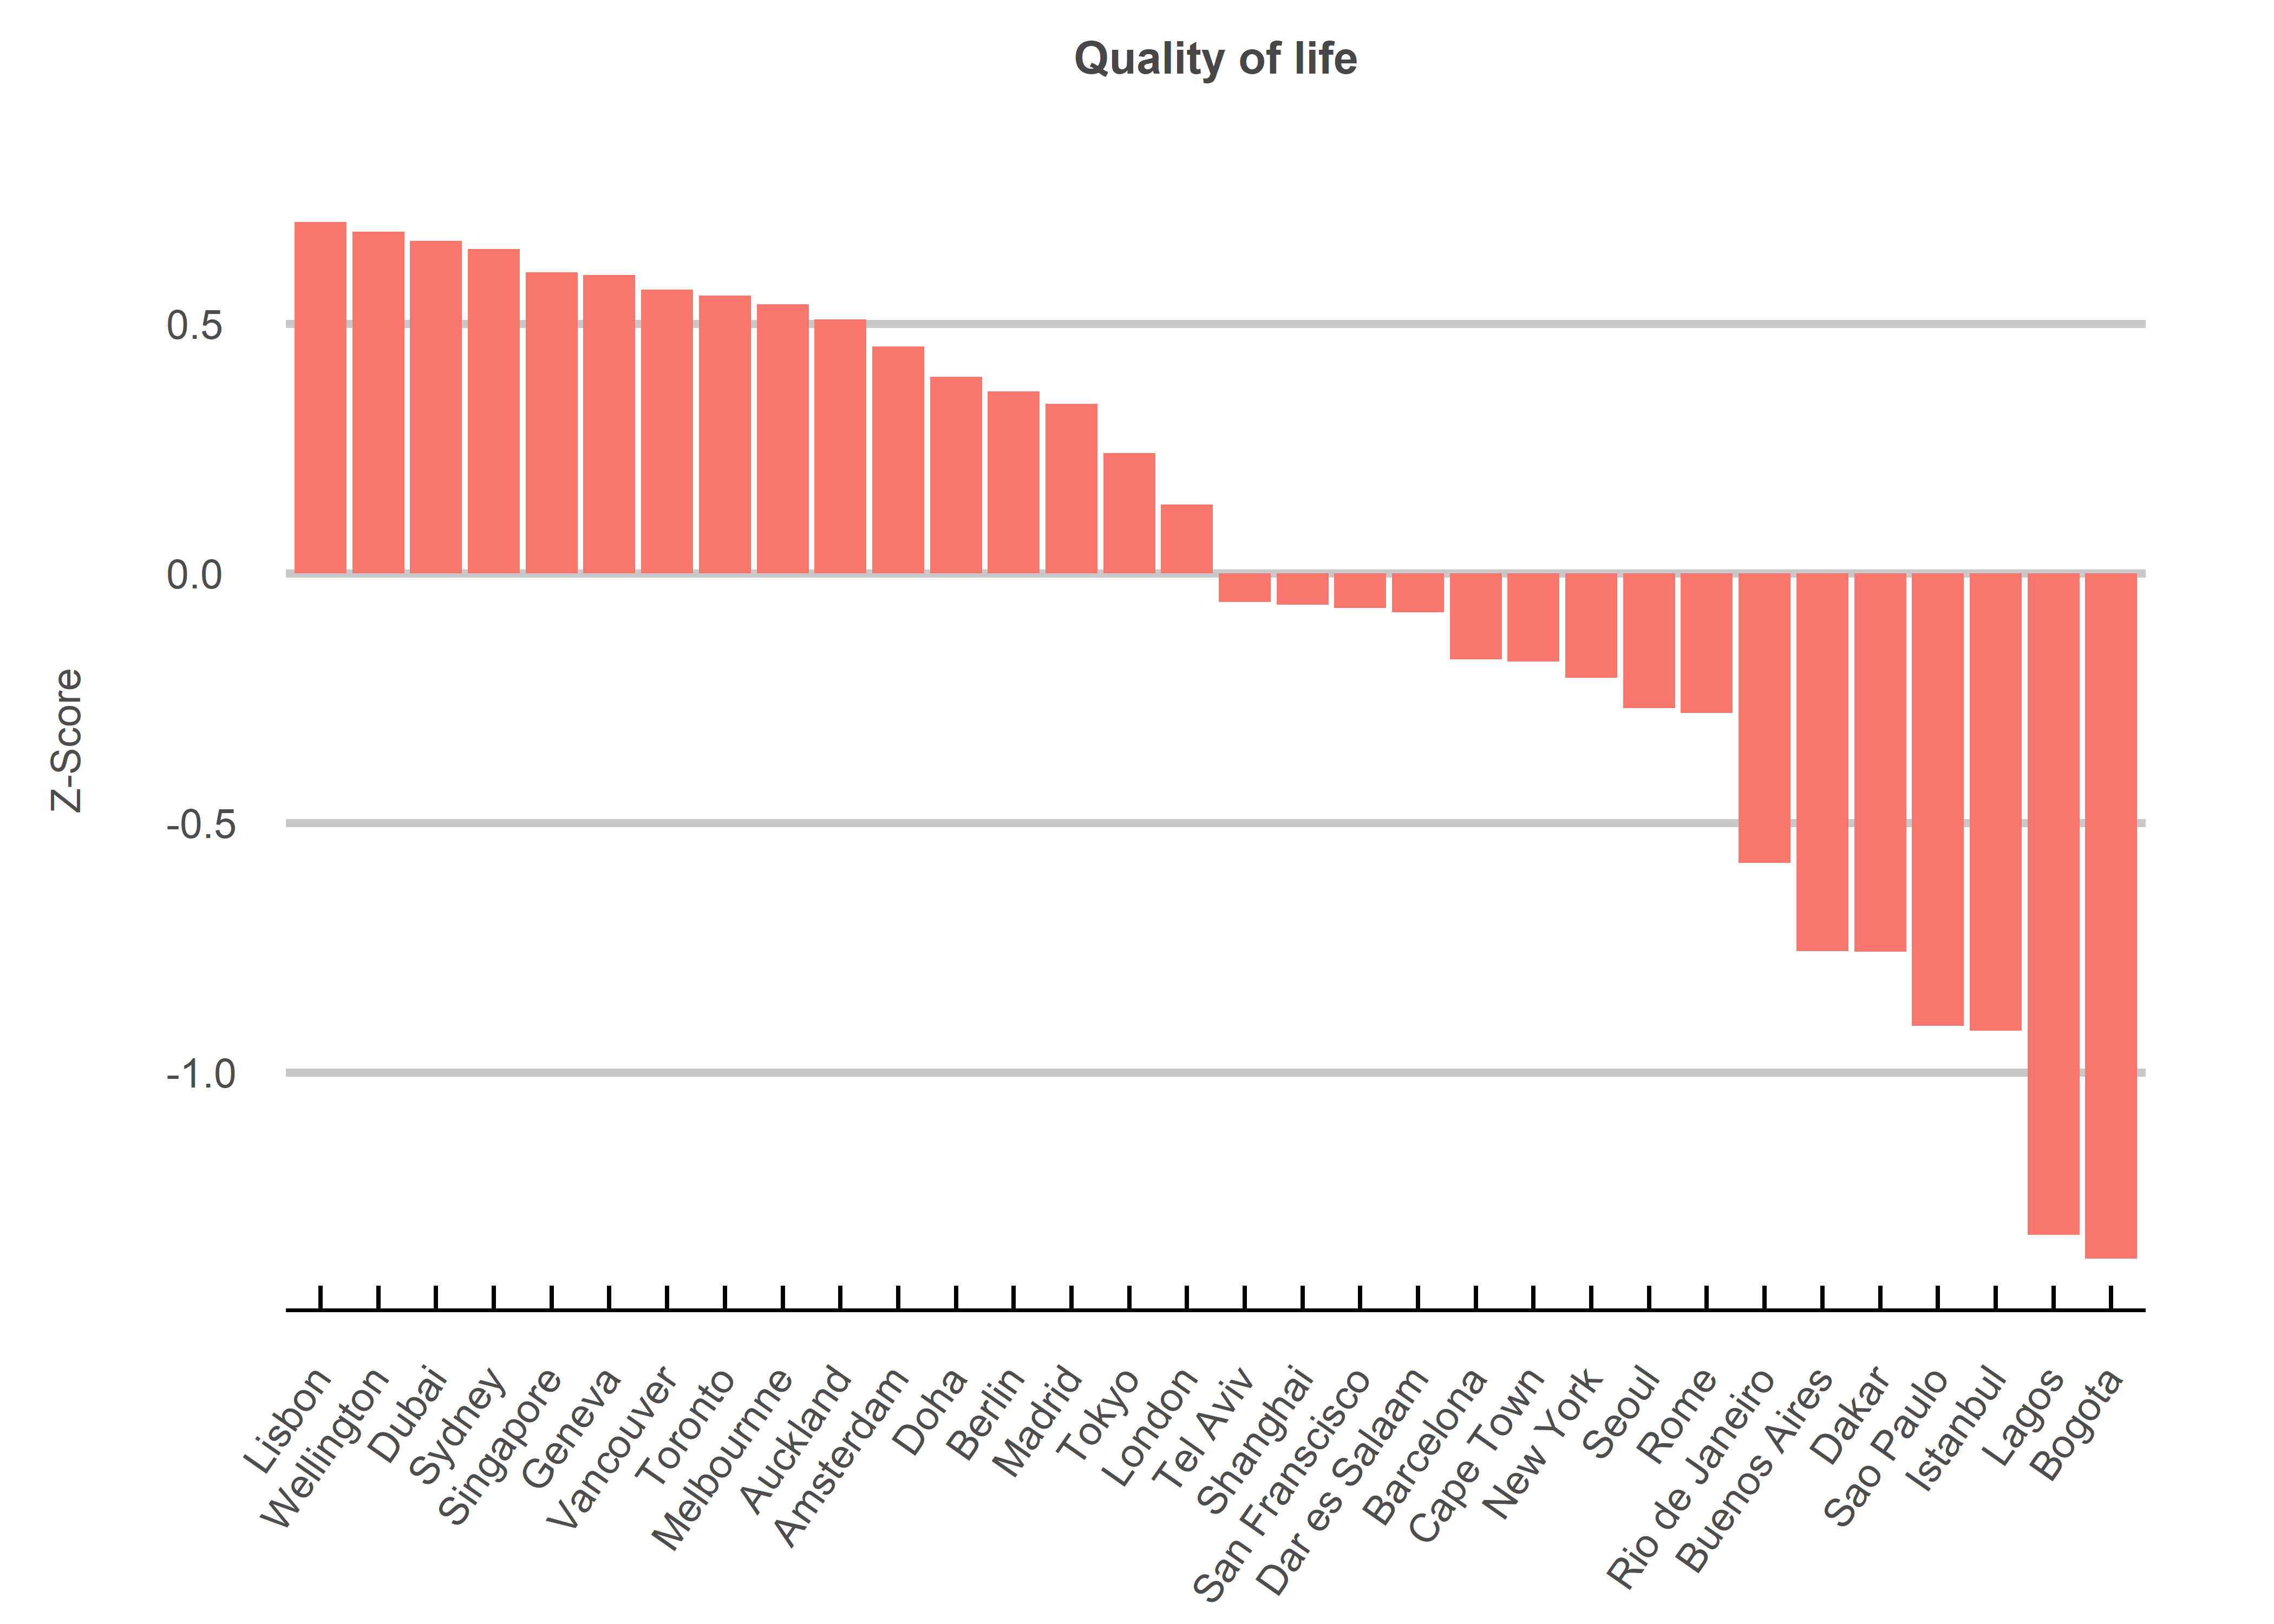 Quality of life
0.5
0.0
-0.5
-1.0
Z-Score
Lisbon
Wellington
Dubai
Sydney
Singapore
Geneva
Vancouver
Toronto
Melbournne
Auckland
Amsterdam
Doha
Berlin
Madrid
Tokyo
London
Tel Aviv
Shanghai
San Franscisco
Dar es Salaam
Barcelona
Cape Town
New York
Seoul
Rome
Rio de Janeiro
Buenos Aires
Dakar
Sao Paulo
Istanbul
Lagos
Bogota